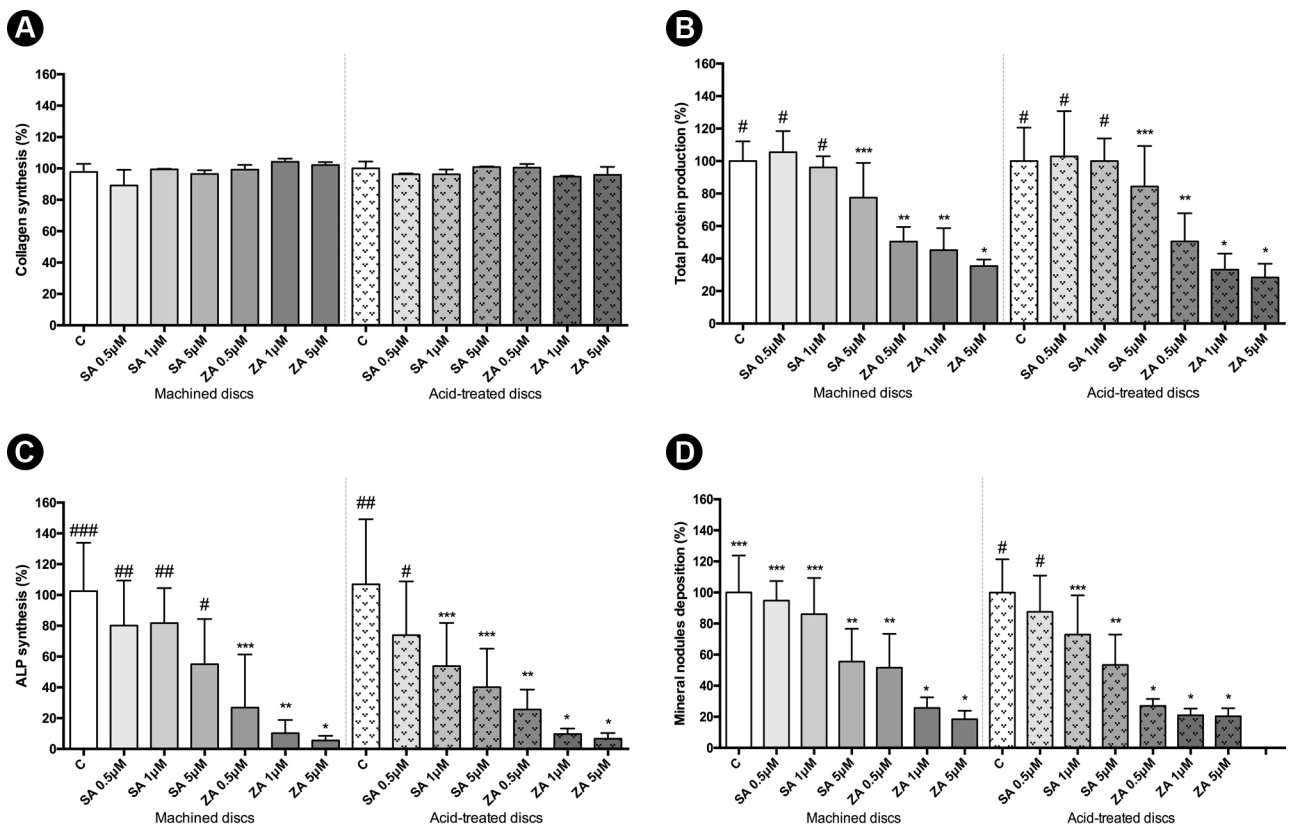 A
Collagen synthesis (%)
160
140
120
100
80
60
40
20
0
C
SA 0.5µM
SA 1µM
SA 5µM
ZA 0.5µM
ZA 1µM
ZA 5µM
C
SA 0.5µM
SA 1µM
SA 5µM
ZA 0.5µM
ZA 1µM
ZA 5µM
Machined discs
Acid-treated discs
B
Total protein production (%)
160
140
120
100
80
60
40
20
0
#
#
#
***
**
**
*
#
#
#
***
**
*
*
C
SA 0.5µM
SA 1µM
SA 5µM
ZA 0.5µM
ZA 1µM
ZA 5µM
C
SA 0.5µM
SA 1µM
SA 5µM
ZA 0.5µM
ZA 1µM
ZA 5µM
Machined discs
Acid-treated discs
C
ALP synthesis (%)
160
140
120
100
80
60
40
20
0
###
##
##
#
***
**
*
##
#
***
***
**
*
*
C
SA 0.5µM
SA 1µM
SA 5µM
ZA 0.5µM
ZA 1µM
ZA 5µM
C
SA 0.5µM
SA 1µM
SA 5µM
ZA 0.5µM
ZA 1µM
ZA 5µM
Machined discs
Acid-treated discs
D
Mineral nodules deposition (%)
160
140
120
100
80
60
40
20
0
***
***
***
**
**
*
*
#
#
***
**
*
*
*
C
SA 0.5µM
SA 1µM
SA 5µM
ZA 0.5µM
ZA 1µM
ZA 5µM
C
SA 0.5µM
SA 1µM
SA 5µM
ZA 0.5µM
ZA 1µM
ZA 5µM
Machined discs
Acid-treated discs